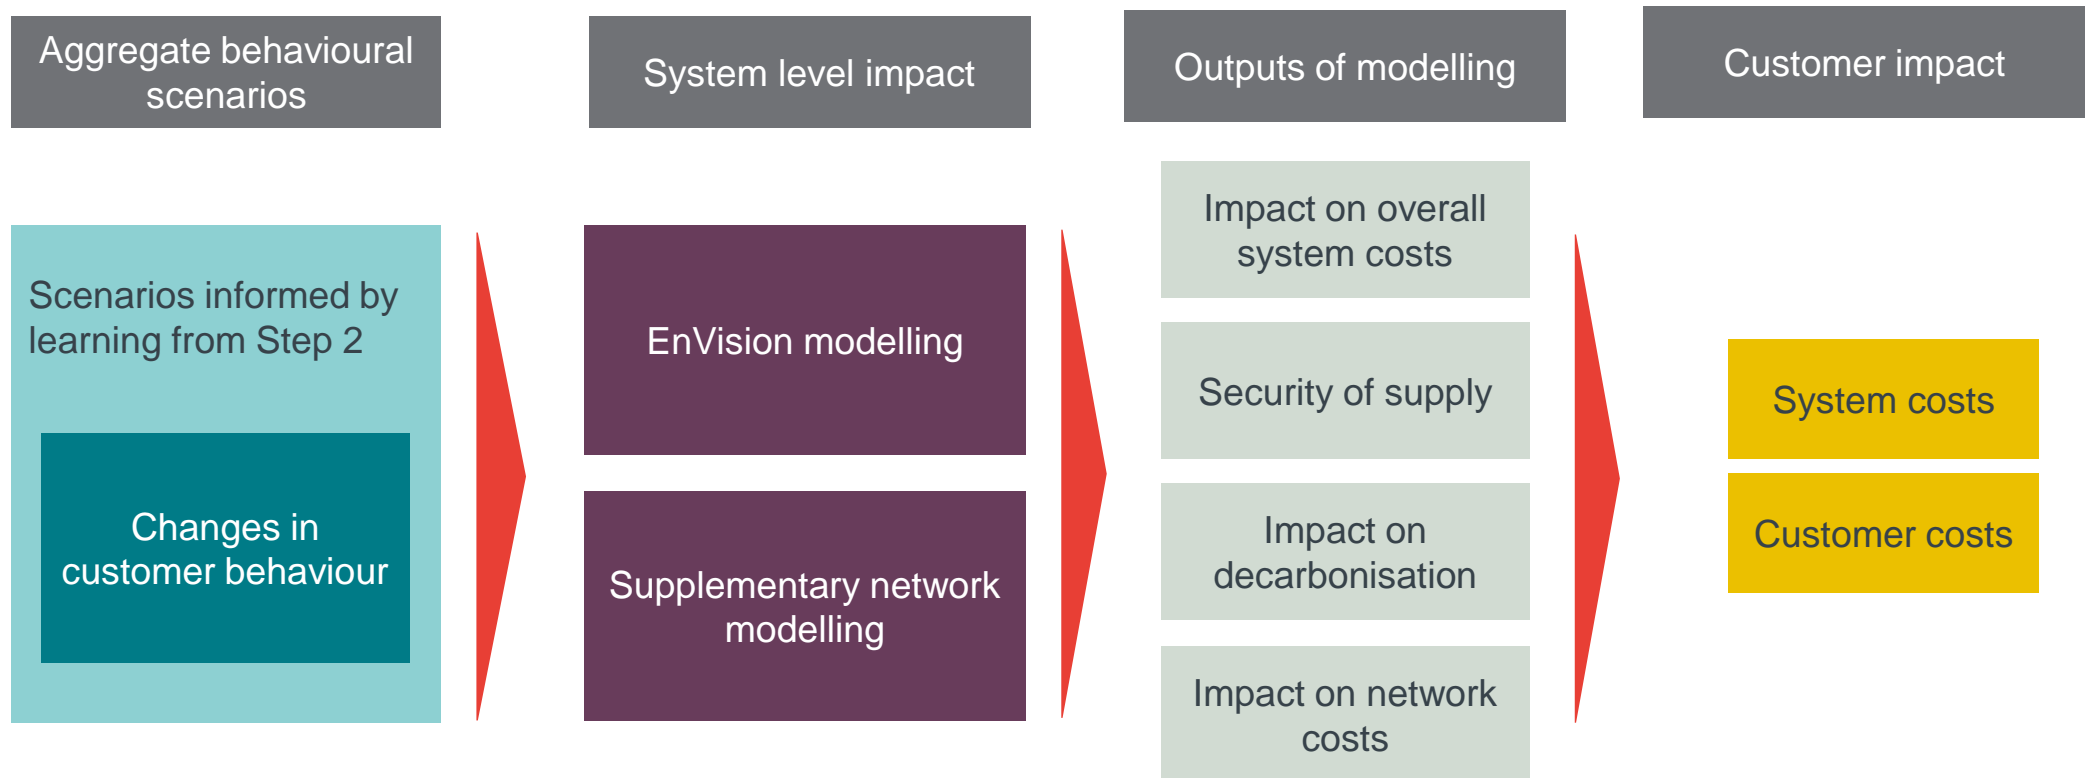 Aggregate behavioural
scenarios
System level impact
Outputs of modelling
Customer impact
Scenarios informed by
learning from Step 2
Changes in
customer behaviour
EnVision modelling
Supplementary network
modelling
Impact on overall
system costs
Security of supply
Impact on
decarbonisation
Impact on network
costs
System costs
Customer costs